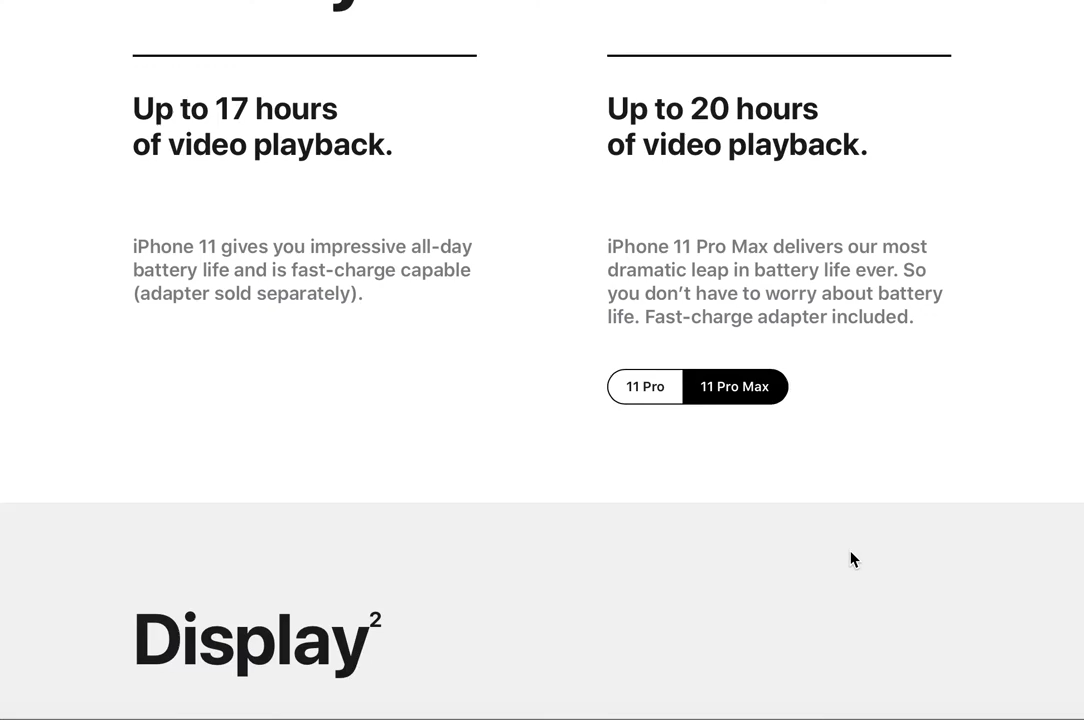 Up to 17 hours
of video playback.
iPhone 11 gives you impressive all-day
battery life and is fast-charge capable
(adapter sold separately).
Up to 20 hours
of video playback.
iPhone 11 Pro Max delivers our most
dramatic leap in battery life ever. So
you don’t have to worry about battery
life. Fast-charge adapter included.
11 Pro
11 Pro Max
Display2